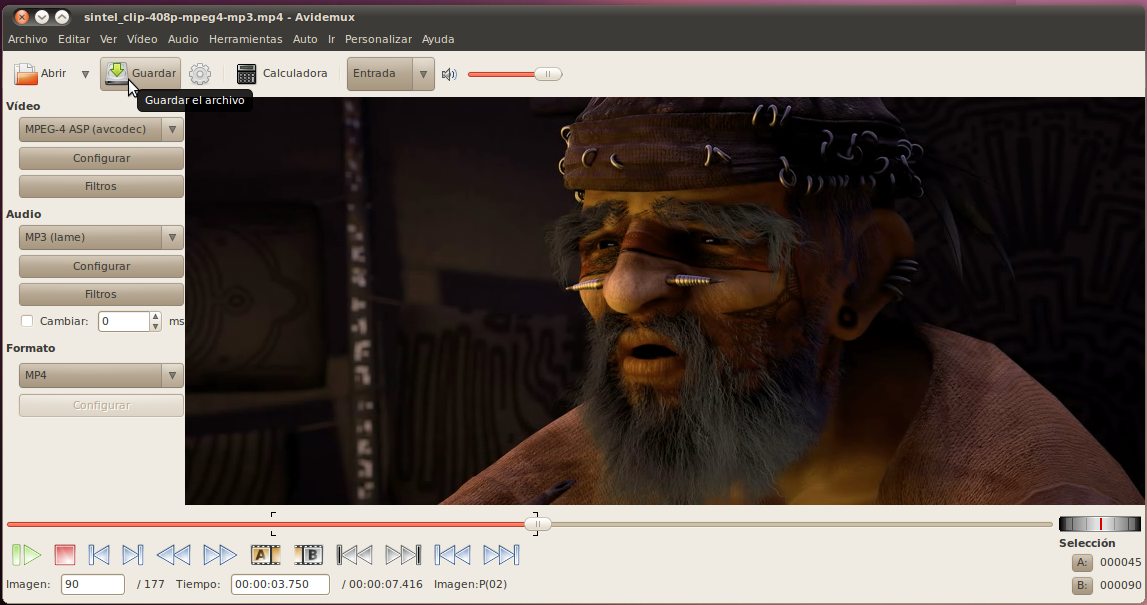 sintel_clip-408p-mpeg4-mp3.mp4 - Avidemux
Archivo Editar Ver Vídeo Audio Herramientas Auto Ir Personalizar Ayuda
Abrir Guardar Calculadora Entrada
Guardar el archivo
Vídeo
MPEG-4 ASP (avcodec)
Configurar
Filtros
Audio
MP3 (lame)
Configurar
Filtros
Cambiar: 0 ms
Formato
MP4
Configurar
A B
Selección
A: 000045
B: 000090
Imagen: 90 / 177 Tiempo: 00:00:03.750 / 00:00:07.416 Imagen:P(02)